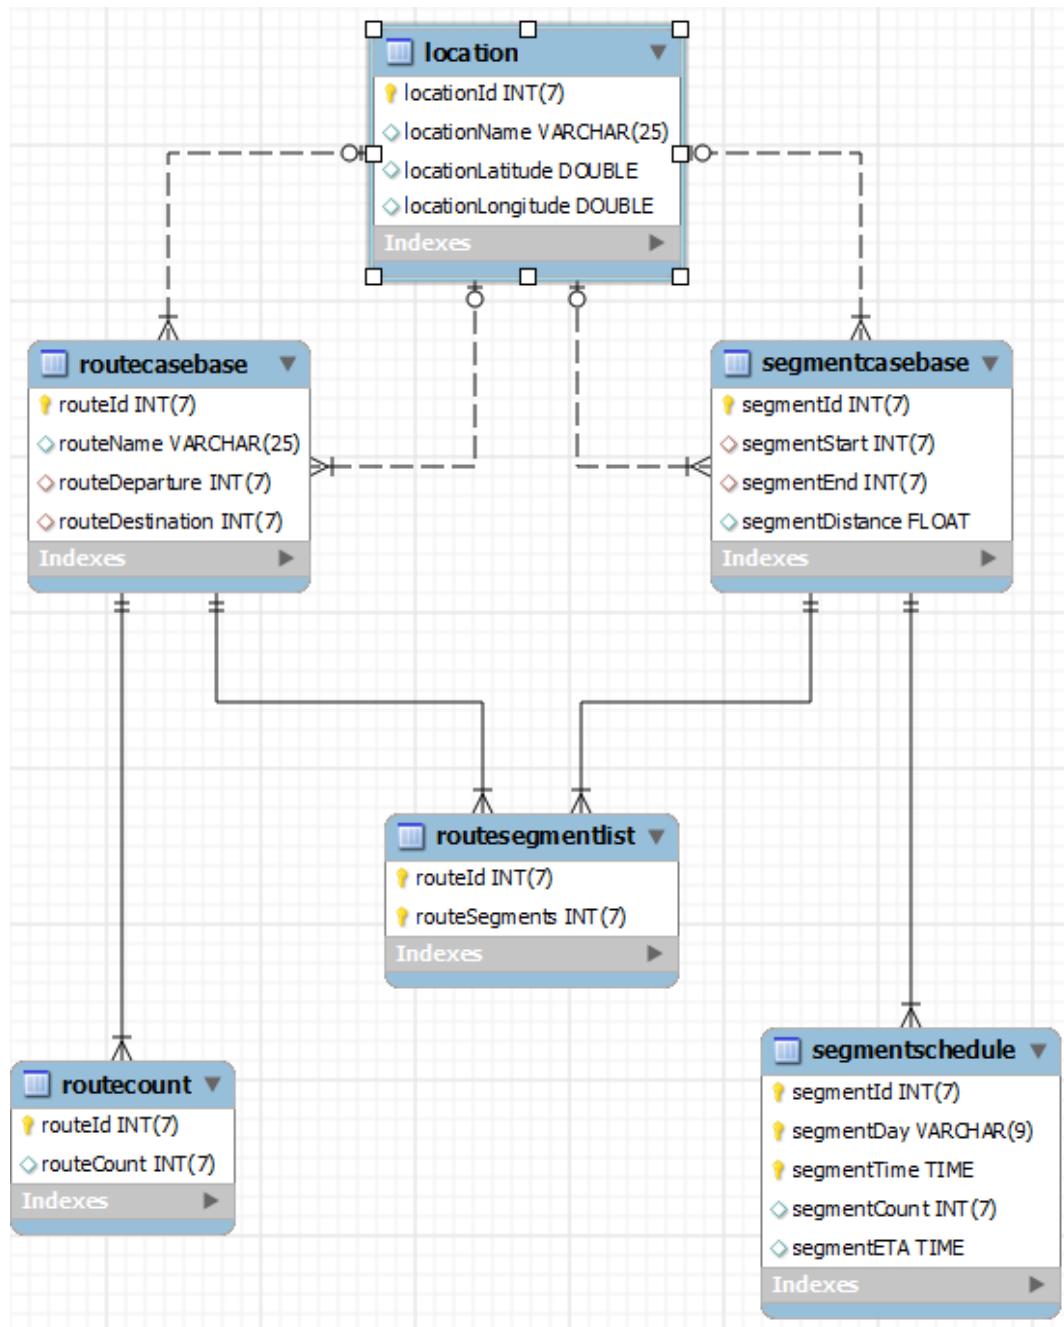 location
locationId INT(7)
locationName VARCHAR(25)
locationLatitude DOUBLE
locationLongitude DOUBLE
Indexes
routecasebase
routeId INT(7)
routeName VARCHAR(25)
routeDeparture INT(7)
routeDestination INT(7)
Indexes
segmentcasebase
segmentId INT(7)
segmentStart INT(7)
segmentEnd INT(7)
segmentDistance FLOAT
Indexes
routesegmentlist
routeId INT(7)
routeSegments INT(7)
Indexes
routecount
routeId INT(7)
routeCount INT(7)
Indexes
segmentschedule
segmentId INT(7)
segmentDay VARCHAR(9)
segmentTime TIME
segmentCount INT(7)
segmentETA TIME
Indexes